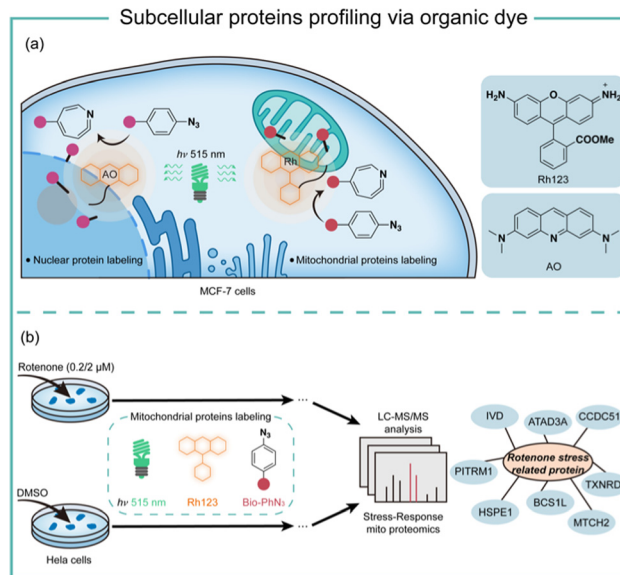 Subcellular proteins profiling via organic dye
(a)
N
N₃
AO
hν 515 nm
Rh
N
N₃
• Nuclear protein labeling
• Mitochondrial proteins labeling
MCF-7 cells
H₂N
O
+
NH₂
COOMe
Rh123
N
N
N
AO
(b)
Rotenone (0.2/2 μM)
...
Mitochondrial proteins labeling
N₃
hν 515 nm
Rh123
Bio-PhN₃
DMSO
...
Hela cells
LC-MS/MS
analysis
Stress-Response
mito proteomics
IVD
ATAD3A
CCDC51
Rotenone stress
related protein
PITRM1
TXNRD
HSPE1
BCS1L
MTCH2